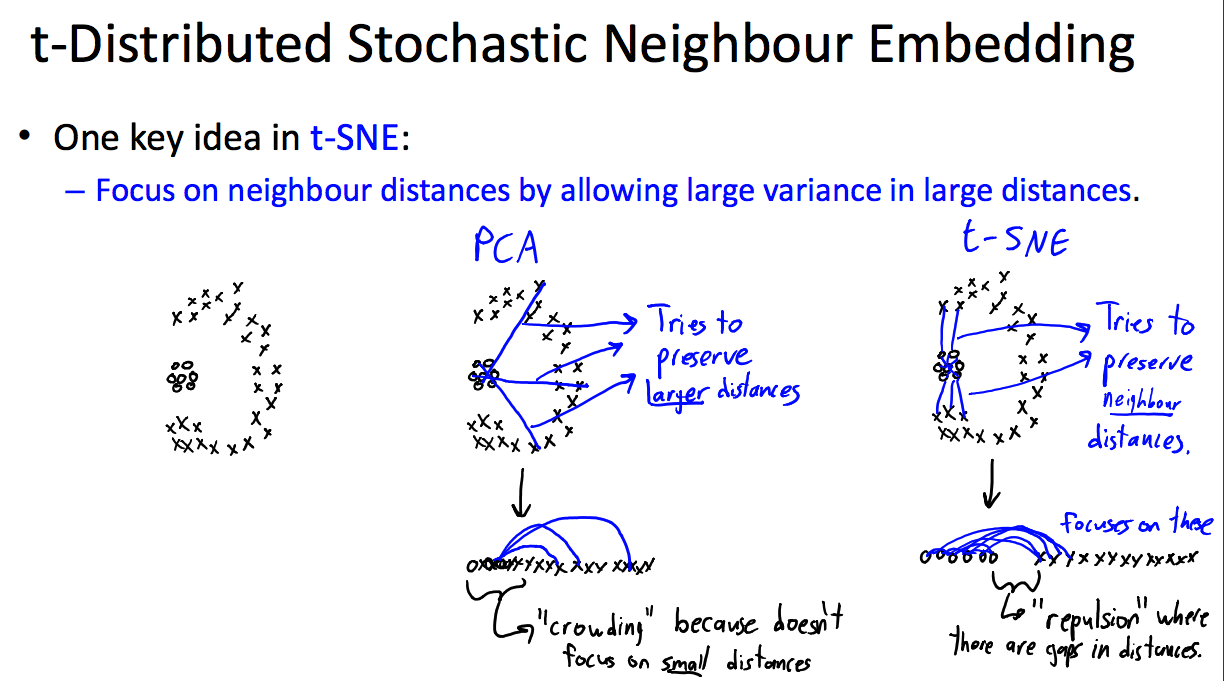 t-Distributed Stochastic Neighbour Embedding
• One key idea in t-SNE:
– Focus on neighbour distances by allowing large variance in large distances.
PCA
Tries to
preserve
larger distances
"crowding" because doesn't
focus on small distances
t-SNE
Tries to
preserve
neighbour
distances.
focuses on these
"repulsion" where
there are gaps in distances.